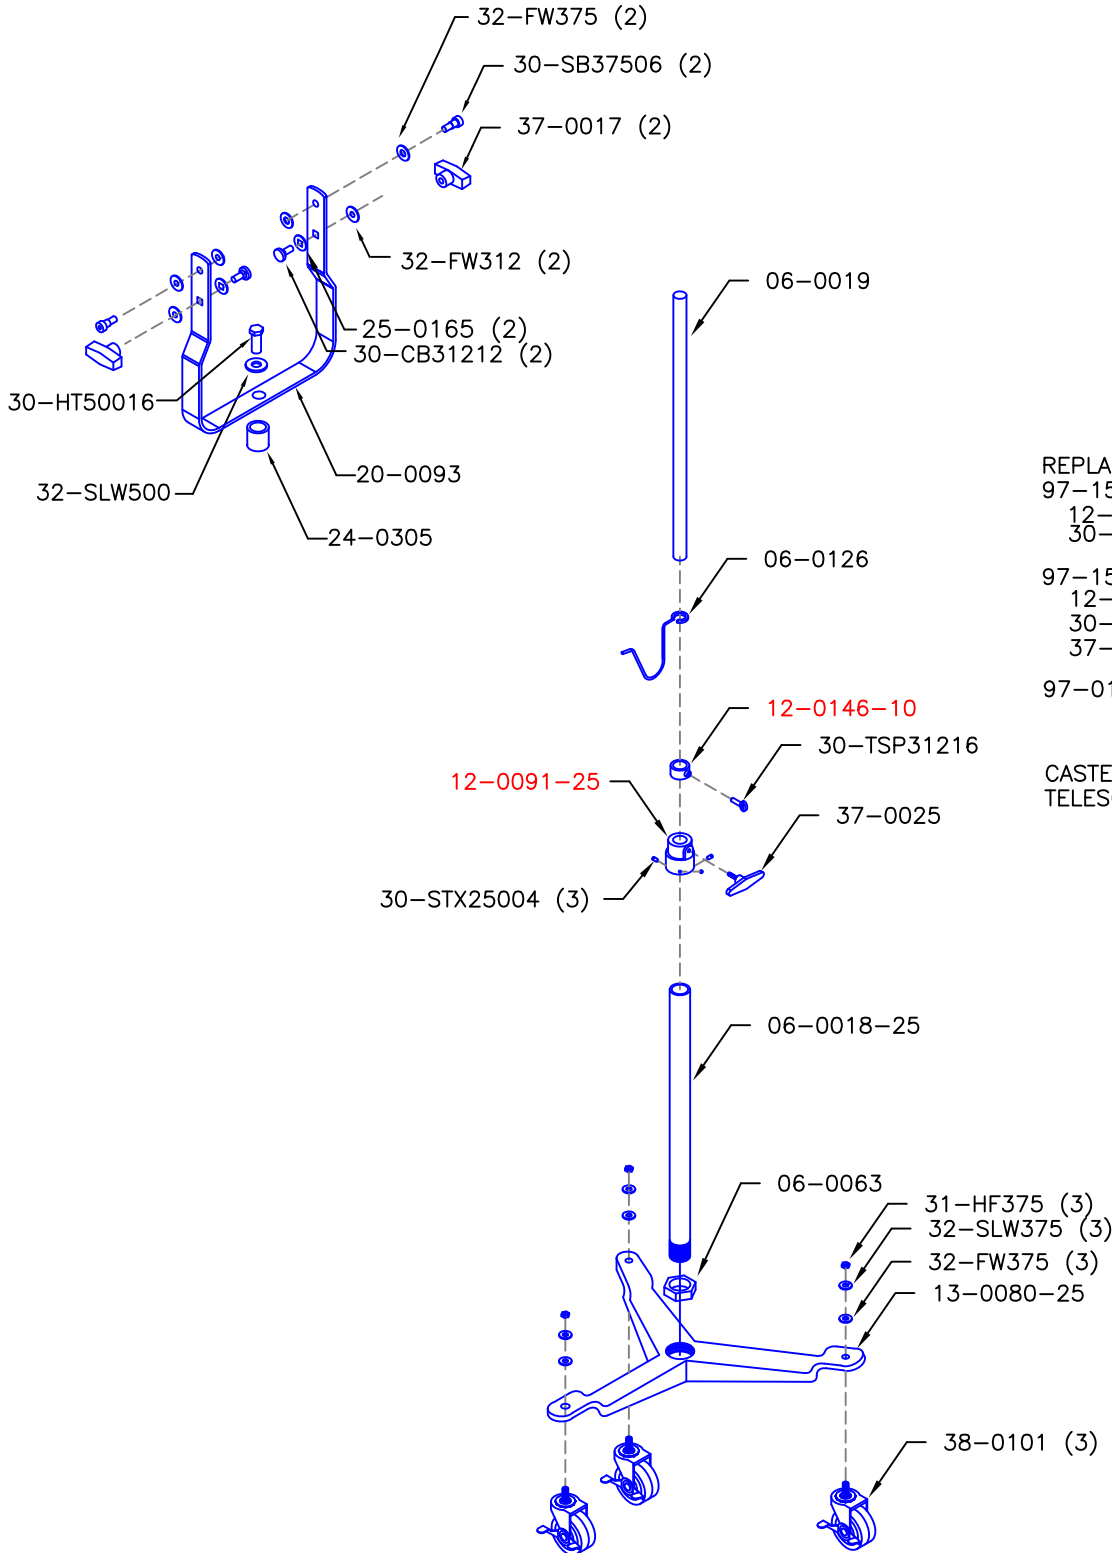 32-FW375 (2)
30-SB37506 (2)
37-0017 (2)
32-FW312 (2)
25-0165 (2)
30-CB31212 (2)
30-HT50016
20-0093
32-SLW500
24-0305
06-0019
06-0126
12-0146-10
30-TSP31216
12-0091-25
37-0025
30-STX25004 (3)
06-0018-25
06-0063
31-HF375 (3)
32-SLW375 (3)
32-FW375 (3)
13-0080-25
38-0101 (3)
REPLA
97-15
12-
30-
97-15
12-
30-
37-
97-01
CASTE
TELES